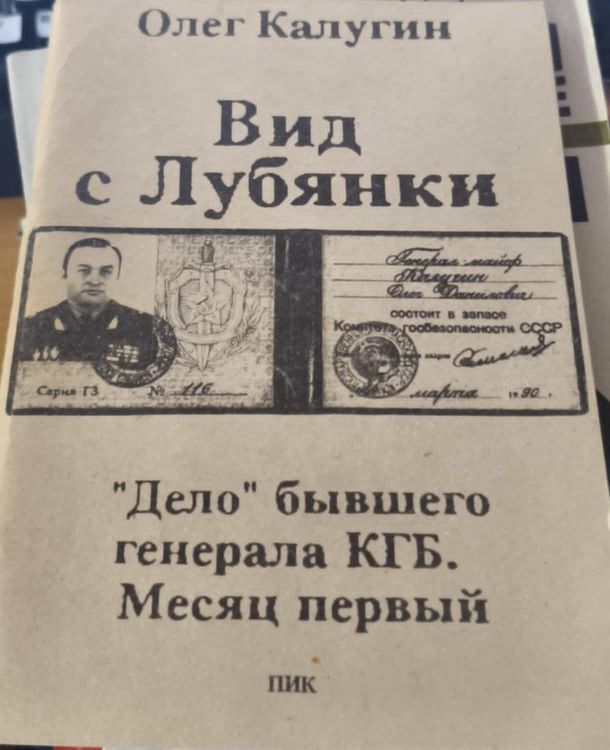 Олег Калугин
Вид
с Лубянки
Генерал-майор
Калугин
Олег Данилович
состоит в запасе
Комитета госбезопасности СССР
кадров
Серия ГЗ № 116
марта 1990.
"Дело" бывшего
генерала КГБ.
Месяц первый
ПИК